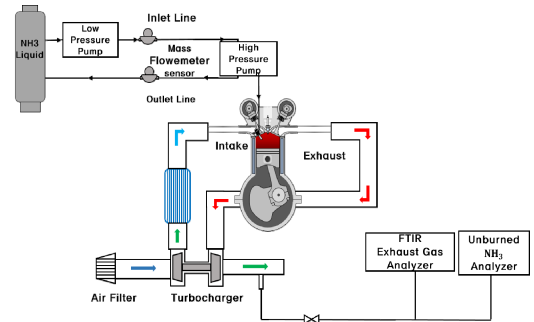 NH3
Liquid
Low
Pressure
Pump
Inlet Line
Mass
Flowemeter
sensor
Outlet Line
High
Pressure
Pump
Intake
Exhaust
Air Filter
Turbocharger
FTIR
Exhaust Gas
Analyzer
Unburned
NH₃
Analyzer